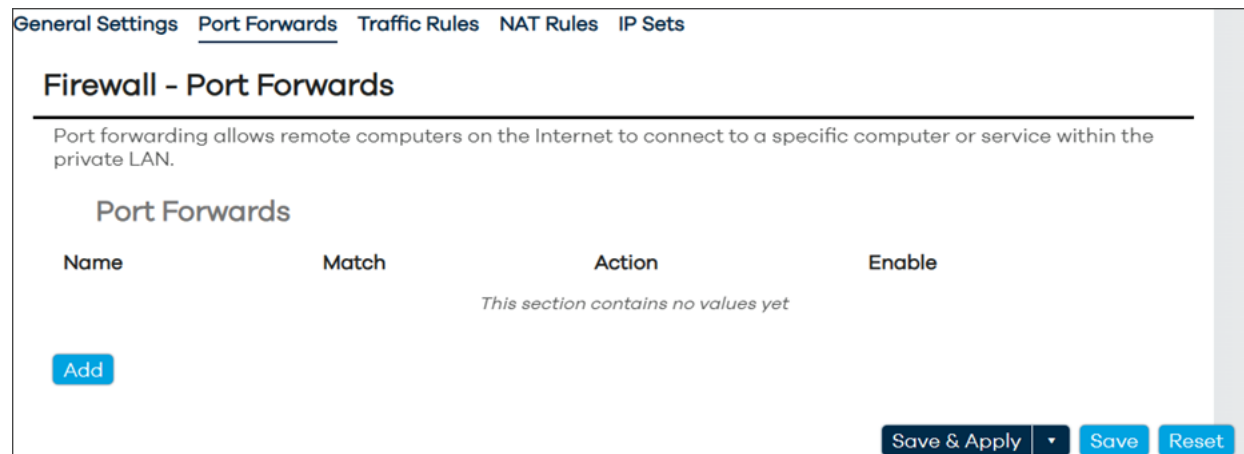 General Settings Port Forwards Traffic Rules NAT Rules IP Sets
Firewall - Port Forwards
Port forwarding allows remote computers on the Internet to connect to a specific computer or service within the
private LAN.
Port Forwards
Name Match Action Enable
This section contains no values yet
Add
Save & Apply Save Reset